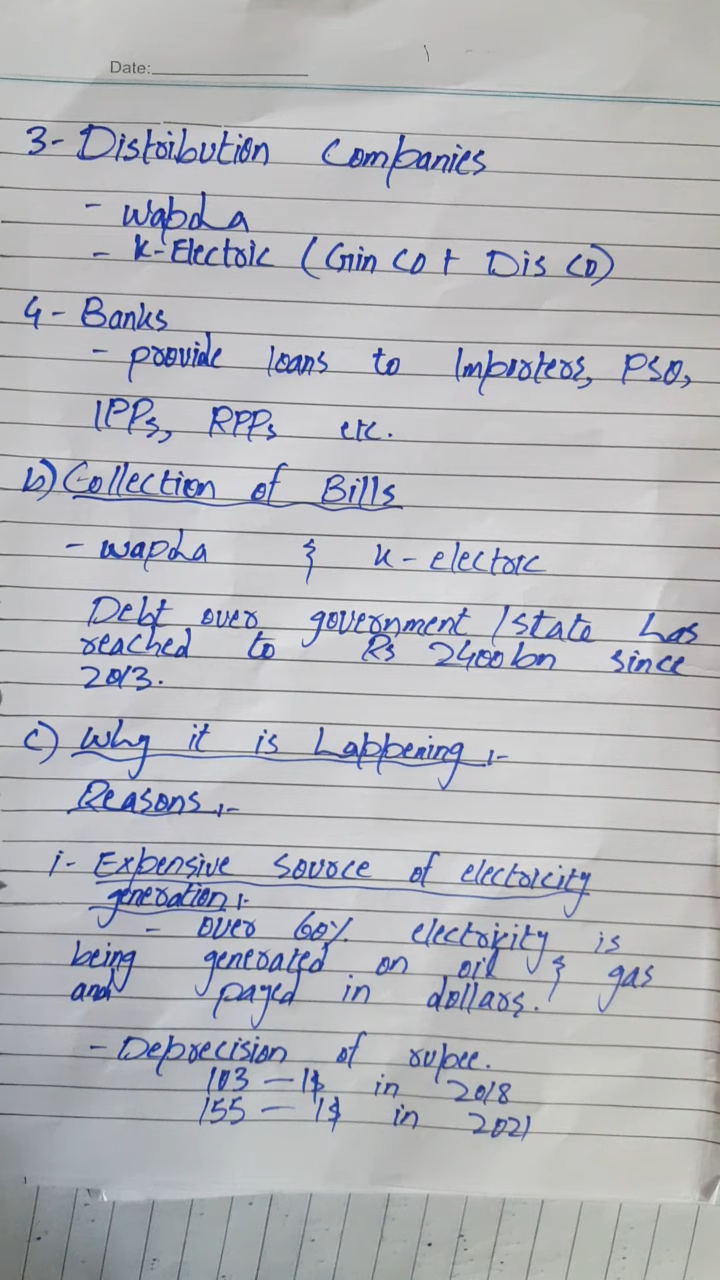 Date:
3- Distribution Companies
- Wapda
- K-Electric (Gin CO + Dis CO)
4- Banks
- provide loans to Importers, PSO,
IPPs, RPPs etc.
b) Collection of Bills
- wapda & k-electric
Debt over government / state has
reached to Rs 2400bn since
2013.
c) Why it is happening :-
Reasons :-
i- Expensive source of electricity
generation :-
- over 60% electricity is
being generated on oil & gas
and payed in dollars.
- Deprecision of rupee.
103 - 1$ in 2018
155 - 1$ in 2021